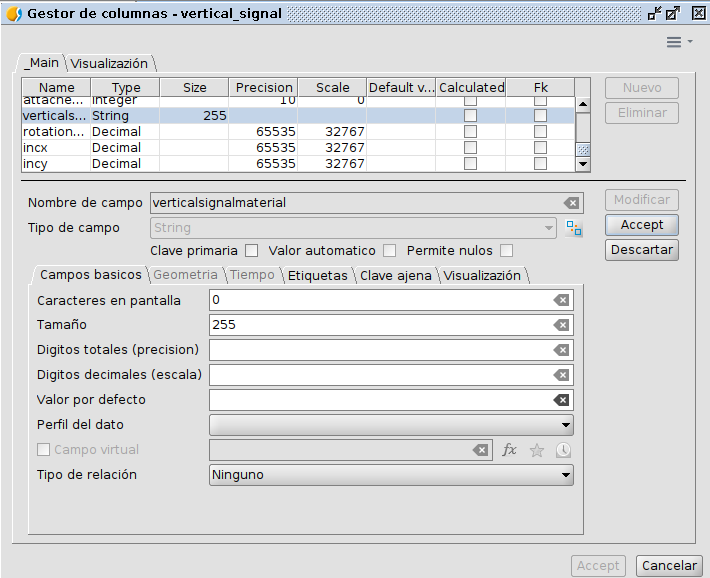 Gestor de columnas - vertical_signal
_Main Visualización
Name Type Size Precision Scale Default v... Calculated Fk
attache... Integer 10 0
verticals... String 255
rotation... Decimal 65535 32767
incx Decimal 65535 32767
incy Decimal 65535 32767
Nuevo
Eliminar
Nombre de campo verticalsignalmaterial Modificar
Tipo de campo String Accept
Clave primaria Valor automatico Permite nulos Descartar
Campos basicos Geometria Tiempo Etiquetas Clave ajena Visualización
Caracteres en pantalla 0
Tamaño 255
Digitos totales (precision)
Digitos decimales (escala)
Valor por defecto
Perfil del dato
Campo virtual fx
Tipo de relación Ninguno
Accept Cancelar